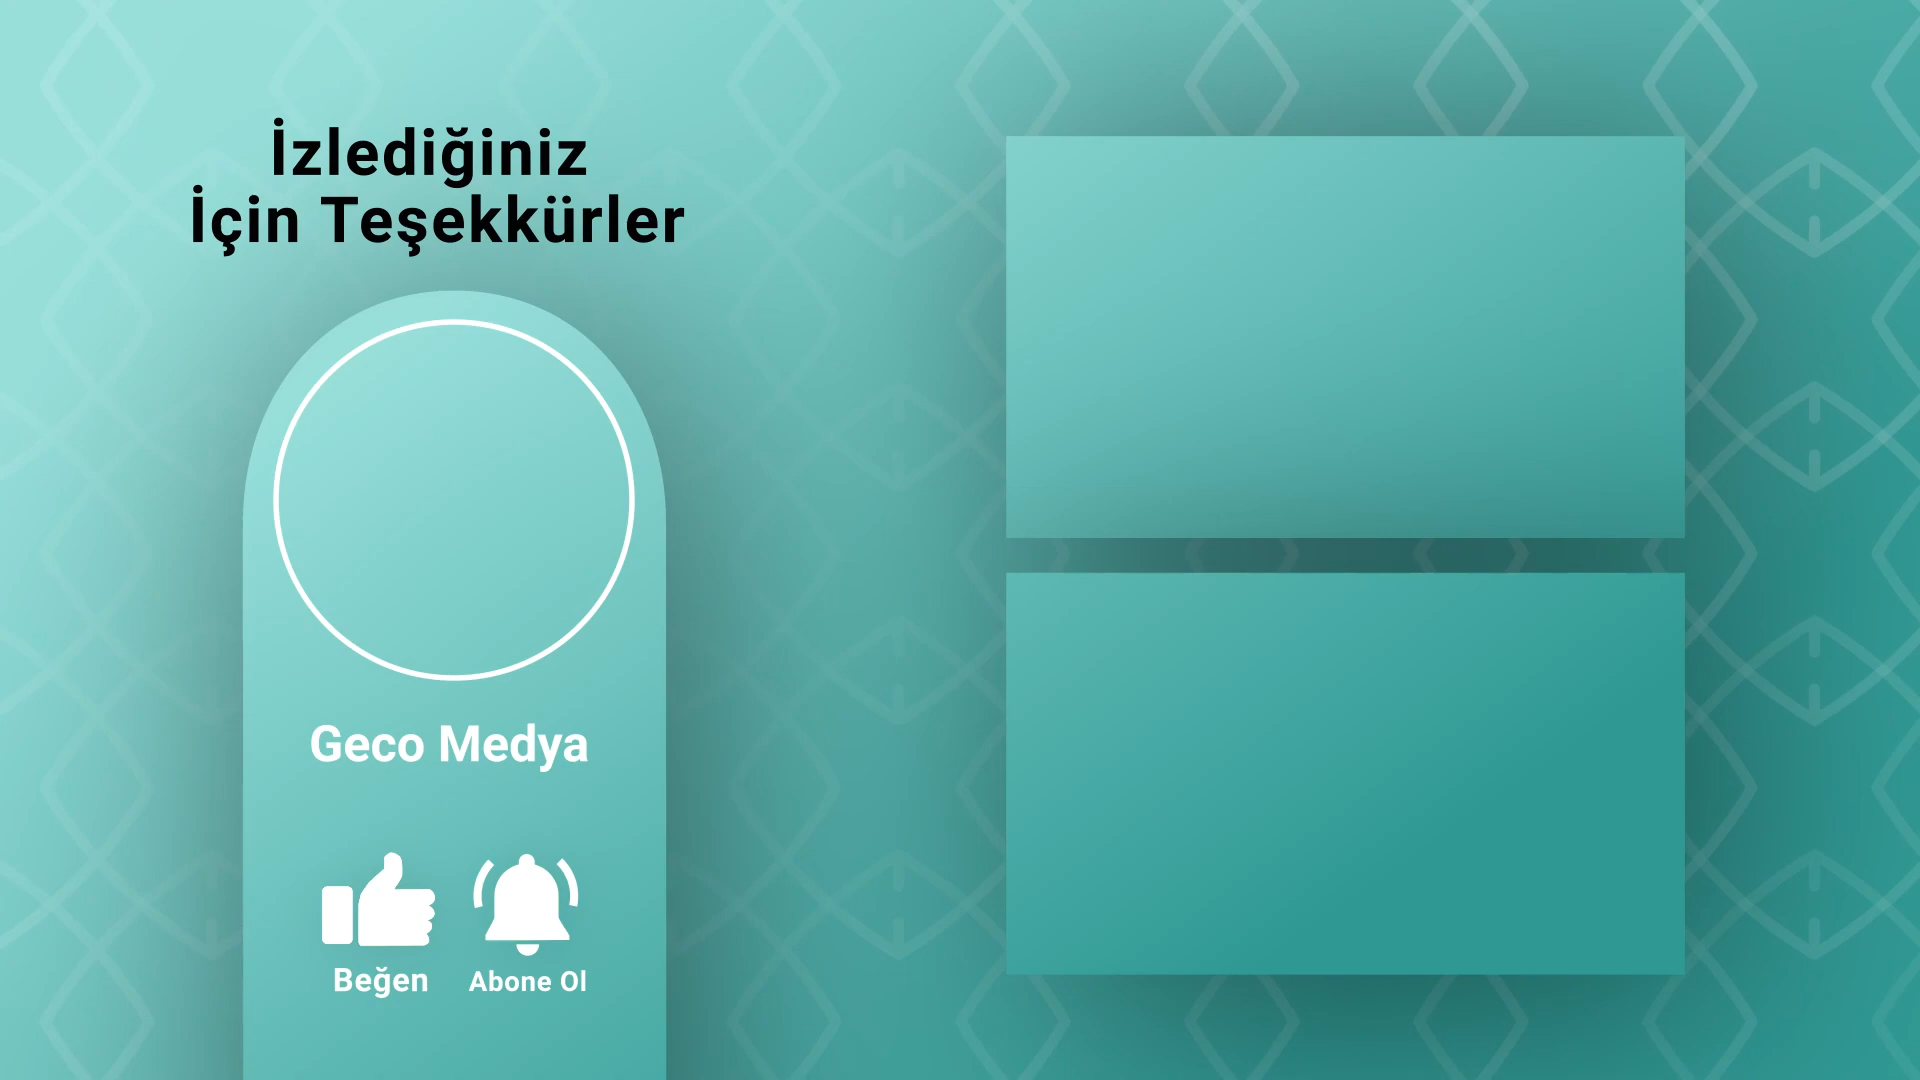 İzlediğiniz
İçin Teşekkürler
Geco Medya
Beğen
Abone Ol